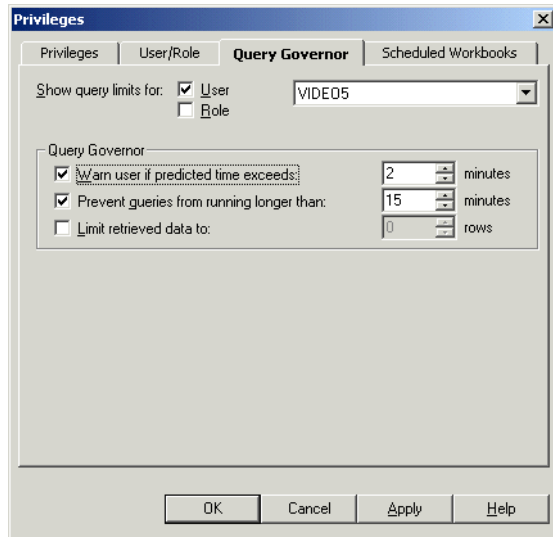 Privileges
Privileges User/Role Query Governor Scheduled Workbooks
Show query limits for: User VIDEO5
Role
Query Governor
Warn user if predicted time exceeds: 2 minutes
Prevent queries from running longer than: 15 minutes
Limit retrieved data to: 0 rows
OK Cancel Apply Help